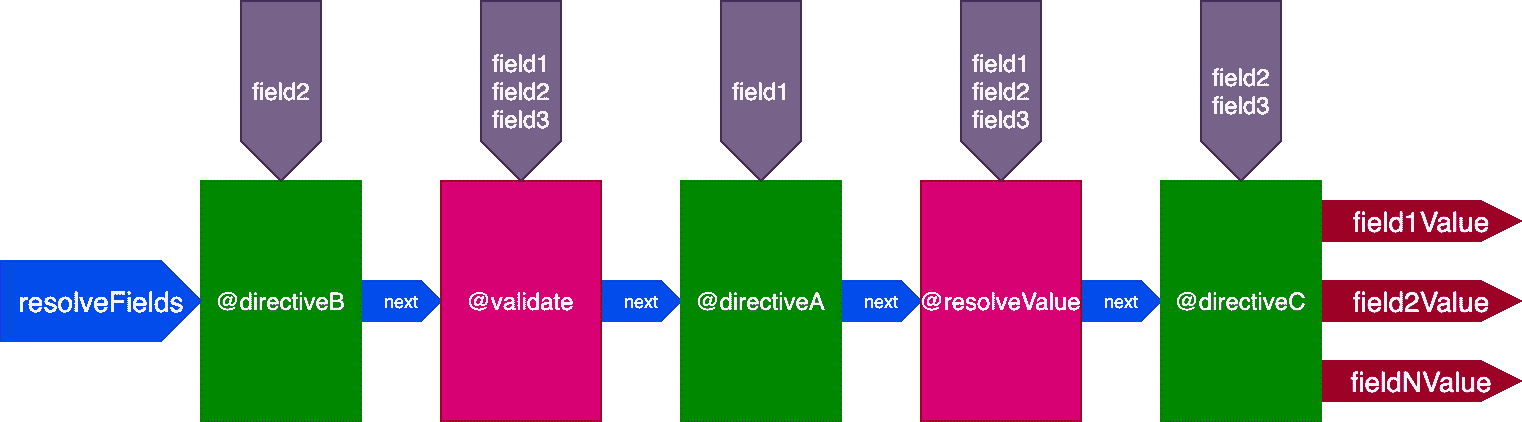 field2
field1
field2
field3
field1
field1
field2
field3
field2
field3
resolveFields
@directiveB
next
@validate
next
@directiveA
next
@resolveValue
next
@directiveC
field1Value
field2Value
fieldNValue